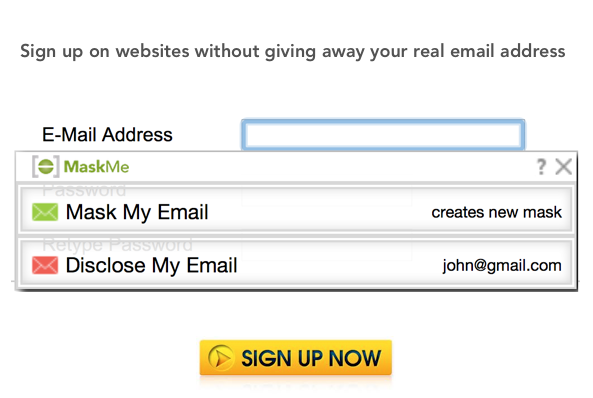 Sign up on websites without giving away your real email address
E-Mail Address
MaskMe ?
Password
Mask My Email creates new mask
Retype Password
Disclose My Email john@gmail.com
SIGN UP NOW